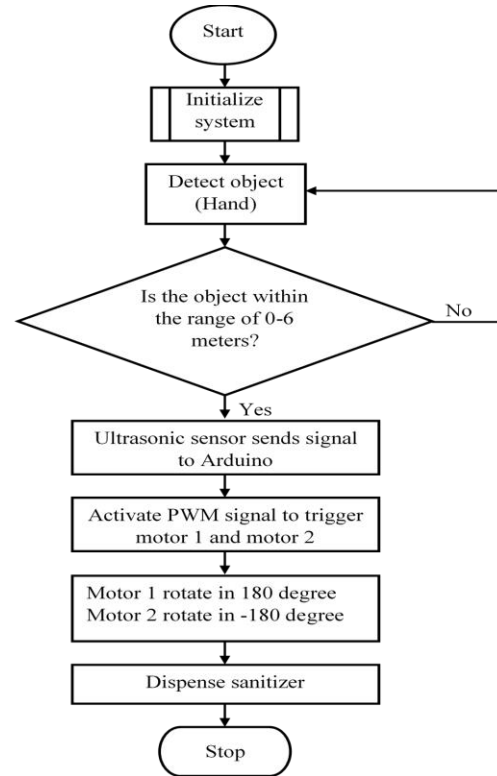 Start
Initialize
system
Detect object
(Hand)
Is the object within
the range of 0-6
meters?
No
Yes
Ultrasonic sensor sends signal
to Arduino
Activate PWM signal to trigger
motor 1 and motor 2
Motor 1 rotate in 180 degree
Motor 2 rotate in -180 degree
Dispense sanitizer
Stop